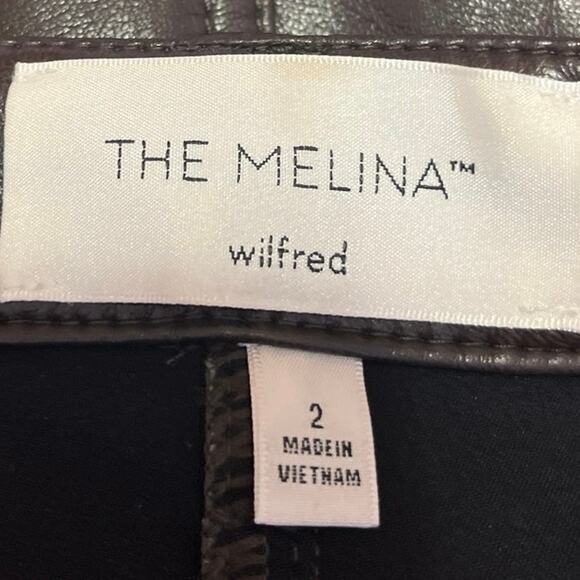 THE MELINA™
wilfred
2
MADEIN
VIETNAM